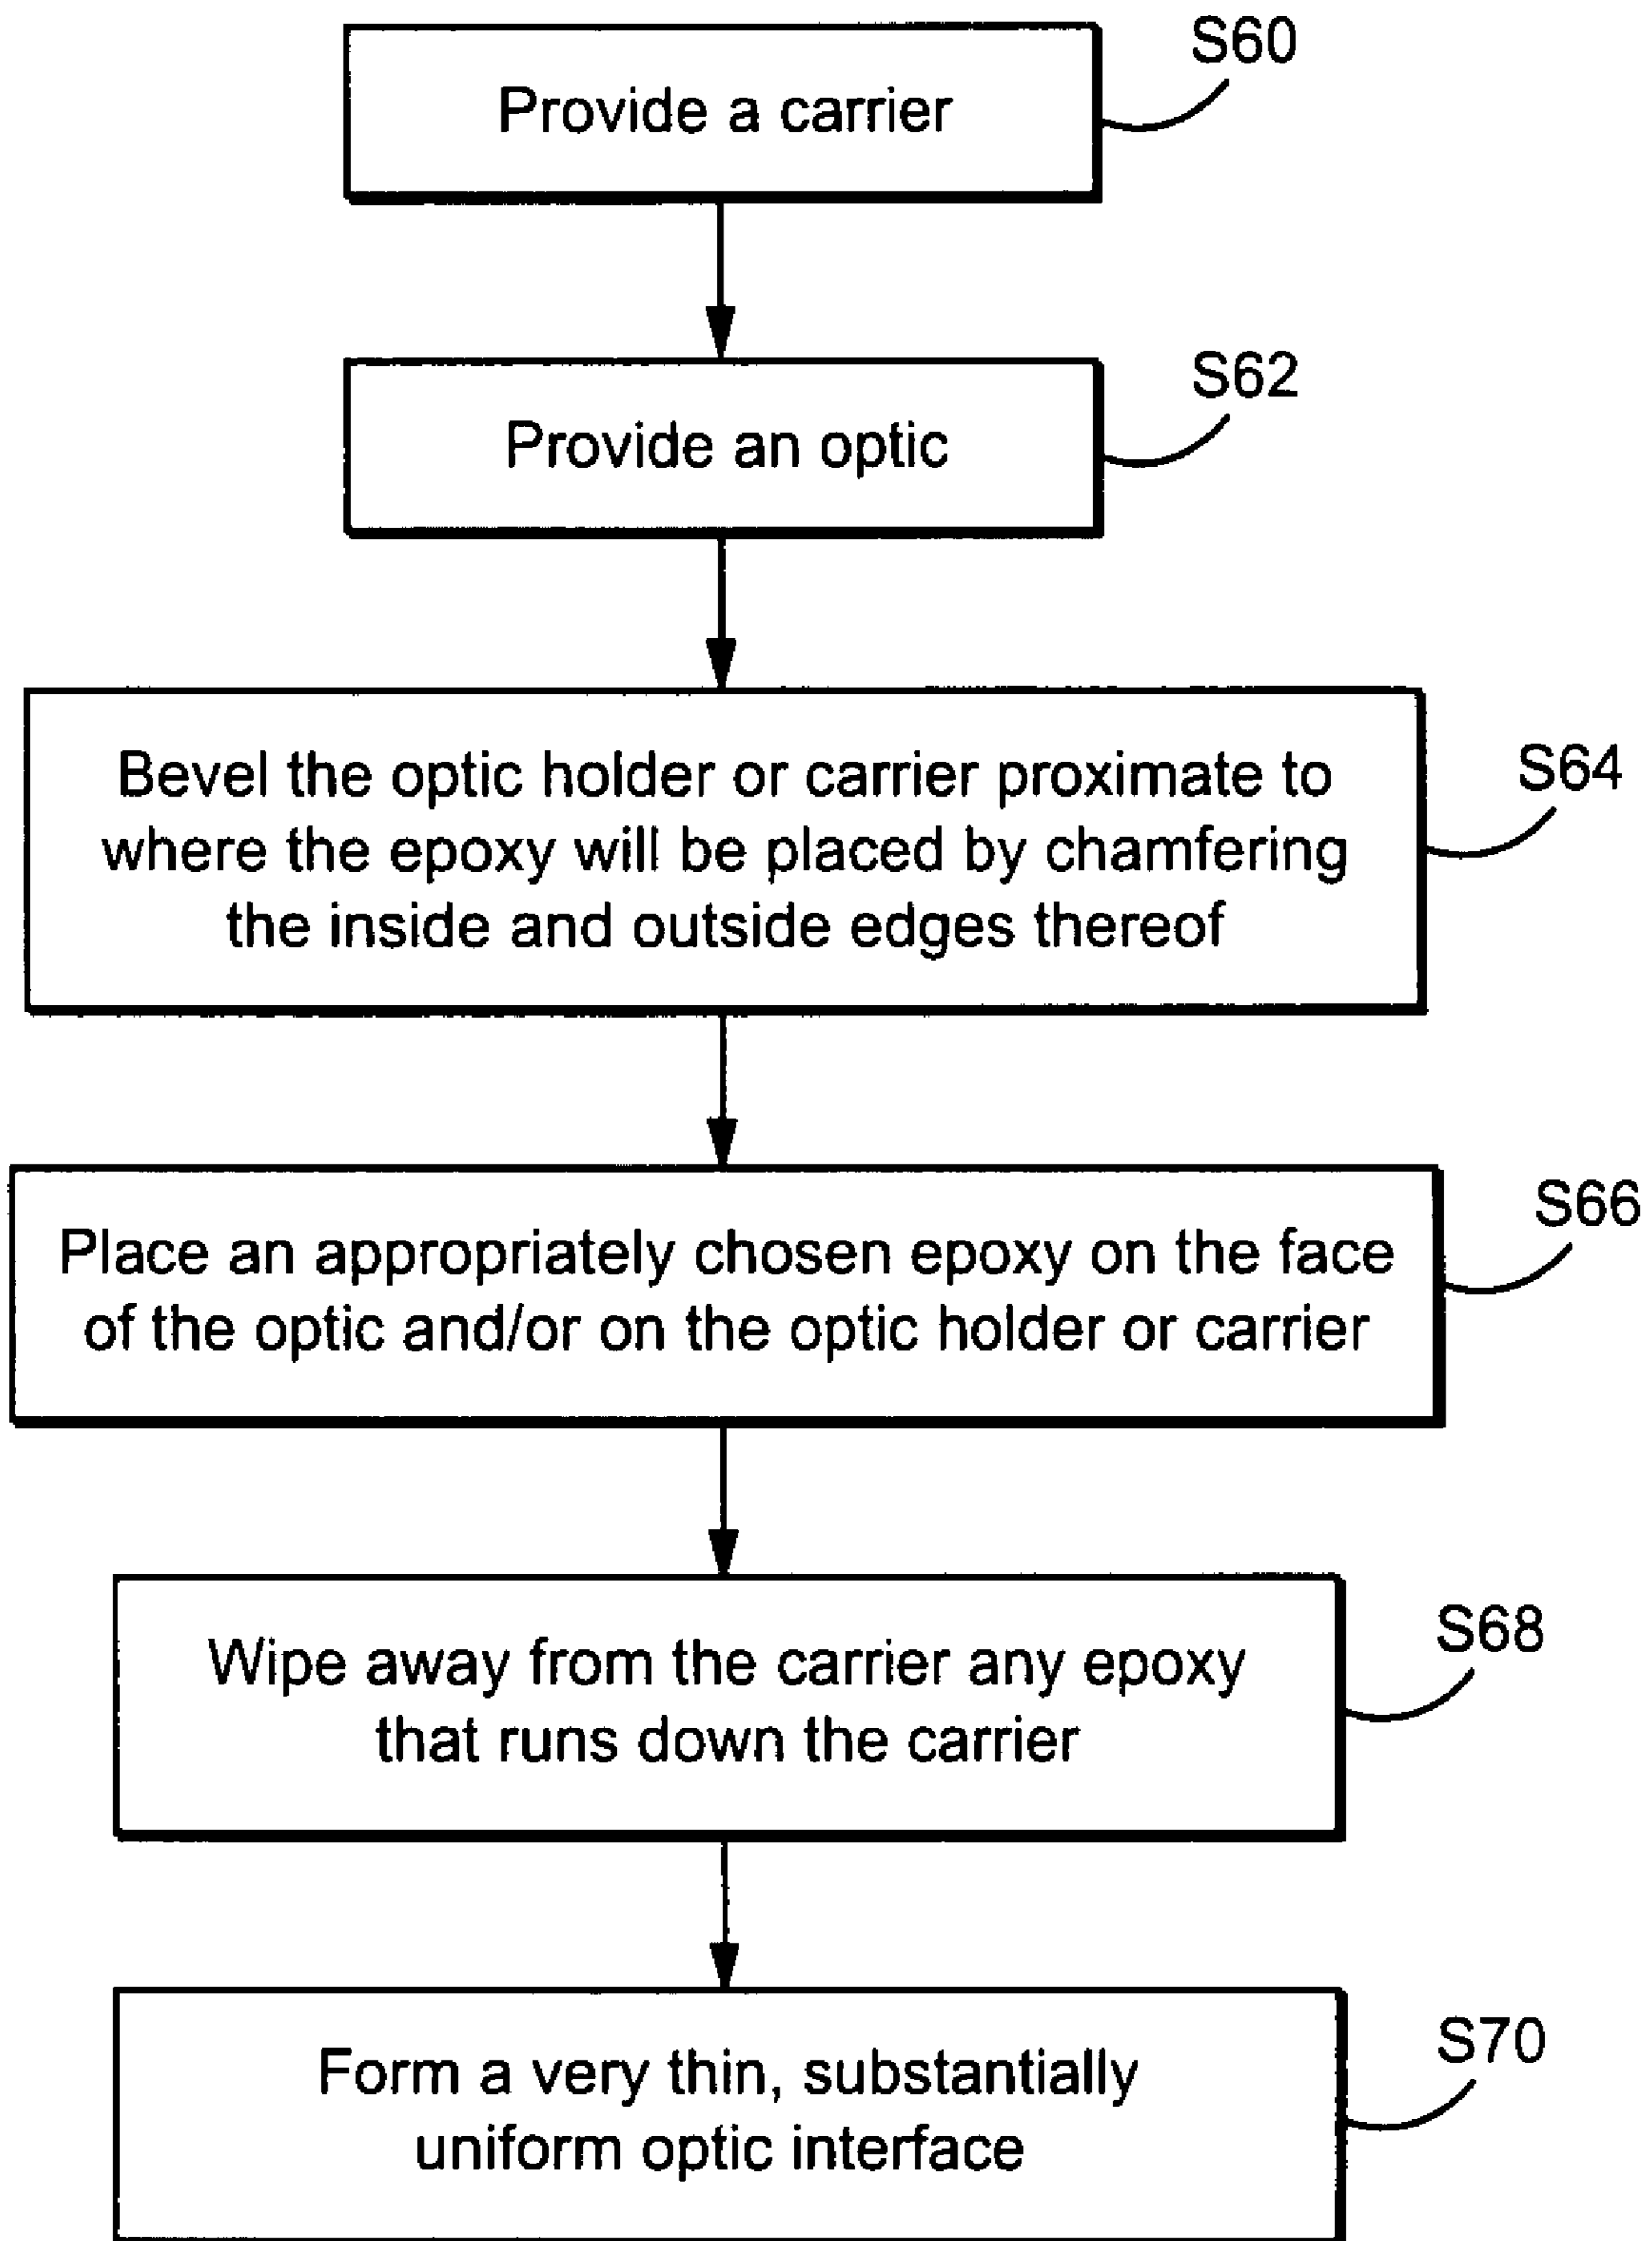 S60
Provide a carrier
S62
Provide an optic
S64
Bevel the optic holder or carrier proximate to
where the epoxy will be placed by chamfering
the inside and outside edges thereof
S66
Place an appropriately chosen epoxy on the face
of the optic and/or on the optic holder or carrier
S68
Wipe away from the carrier any epoxy
that runs down the carrier
S70
Form a very thin, substantially
uniform optic interface